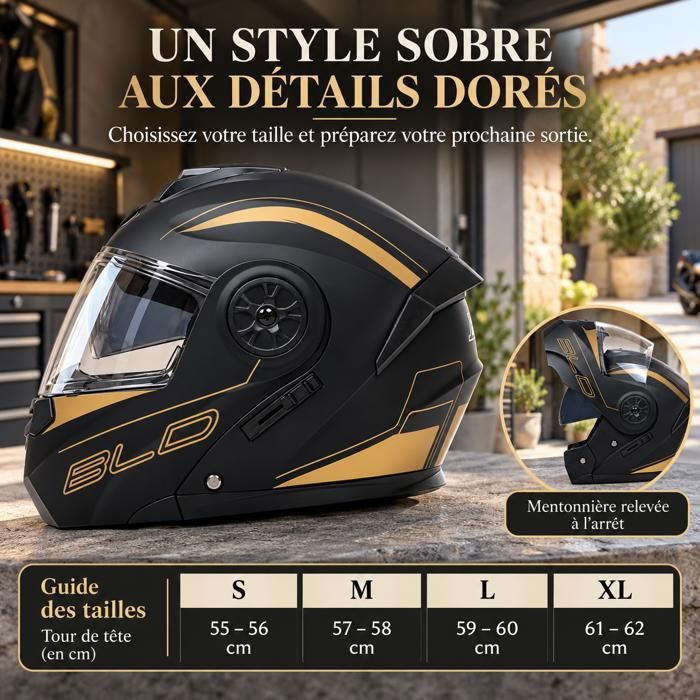 UN STYLE SOBRE
AUX DÉTAILS DORÉS
Choisissez votre taille et préparez votre prochaine sortie.
BLD
BLD
Mentonnière relevée
à l'arrêt
Guide
des tailles
Tour de tête
(en cm)
S
M
L
XL
55 – 56
cm
57 – 58
cm
59 – 60
cm
61 – 62
cm